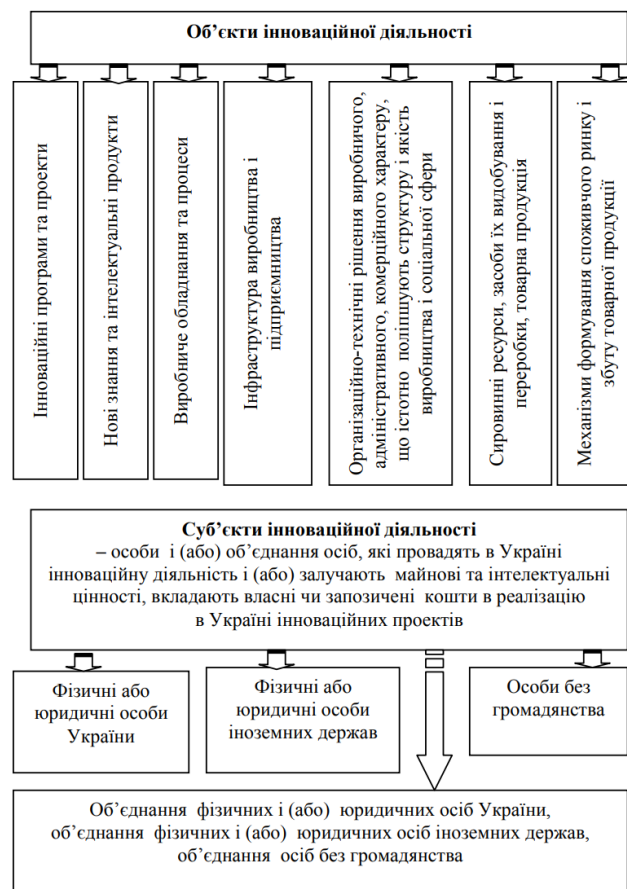 Об’єкти інноваційної діяльності
Інноваційні програми та проекти
Нові знання та інтелектуальні продукти
Виробниче обладнання та процеси
Інфраструктура виробництва і
підприємництва
Організаційно-технічні рішення виробничого,
адміністративного, комерційного характеру,
що істотно поліпшують структуру і якість
виробництва і соціальної сфери
Сировинні ресурси, засоби їх видобування і
переробки, товарна продукція
Механізми формування споживчого ринку і
збуту товарної продукції
Суб’єкти інноваційної діяльності
– особи і (або) об’єднання осіб, які провадять в Україні
інноваційну діяльність і (або) залучають майнові та інтелектуальні
цінності, вкладають власні чи запозичені кошти в реалізацію
в Україні інноваційних проектів
Фізичні або
юридичні особи
України
Фізичні або
юридичні особи
іноземних держав
Особи без
громадянства
Об’єднання фізичних і (або) юридичних осіб України,
об’єднання фізичних і (або) юридичних осіб іноземних держав,
об’єднання осіб без громадянства